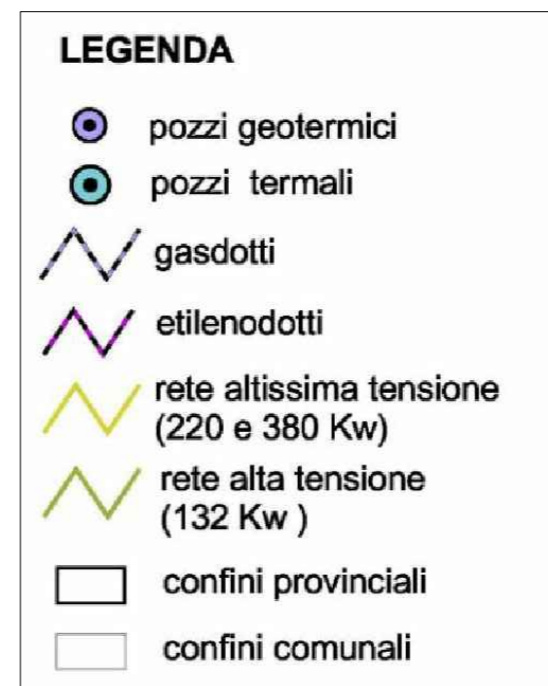 LEGENDA
pozzi geotermici
pozzi termali
gasdotti
etilenodotti
rete altissima tensione
(220 e 380 Kw)
rete alta tensione
(132 Kw )
confini provinciali
confini comunali